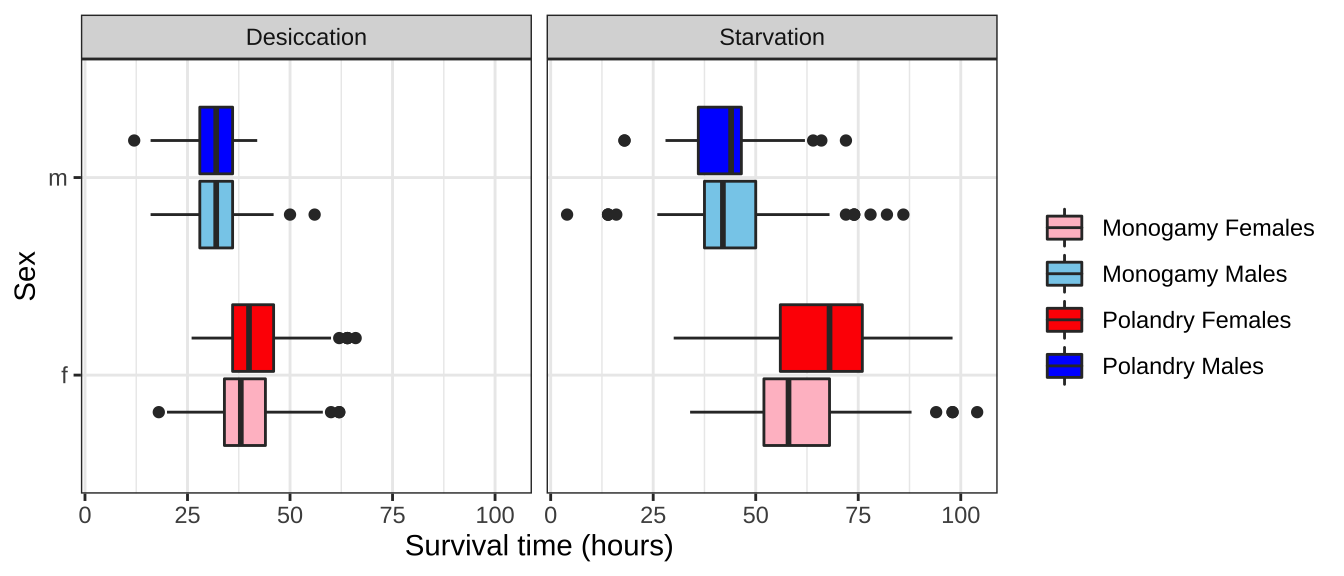 Desiccation
Starvation
Sex
m
f
0 25 50 75 100
0 25 50 75 100
Survival time (hours)
Monogamy Females
Monogamy Males
Polandry Females
Polandry Males